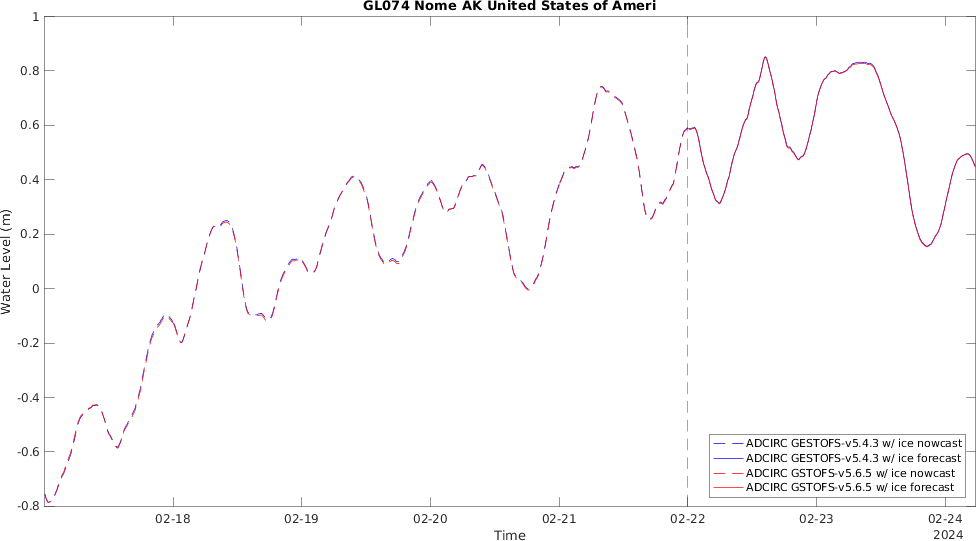 GL074 Nome AK United States of Ameri
1
0.8
0.6
0.4
0.2
0
-0.2
-0.4
-0.6
-0.8
Water Level (m)
ADCIRC GESTOFS-v5.4.3 w/ ice nowcast
ADCIRC GESTOFS-v5.4.3 w/ ice forecast
ADCIRC GSTOFS-v5.6.5 w/ ice nowcast
ADCIRC GSTOFS-v5.6.5 w/ ice forecast
02-18 02-19 02-20 02-21 02-22 02-23 02-24
Time 2024